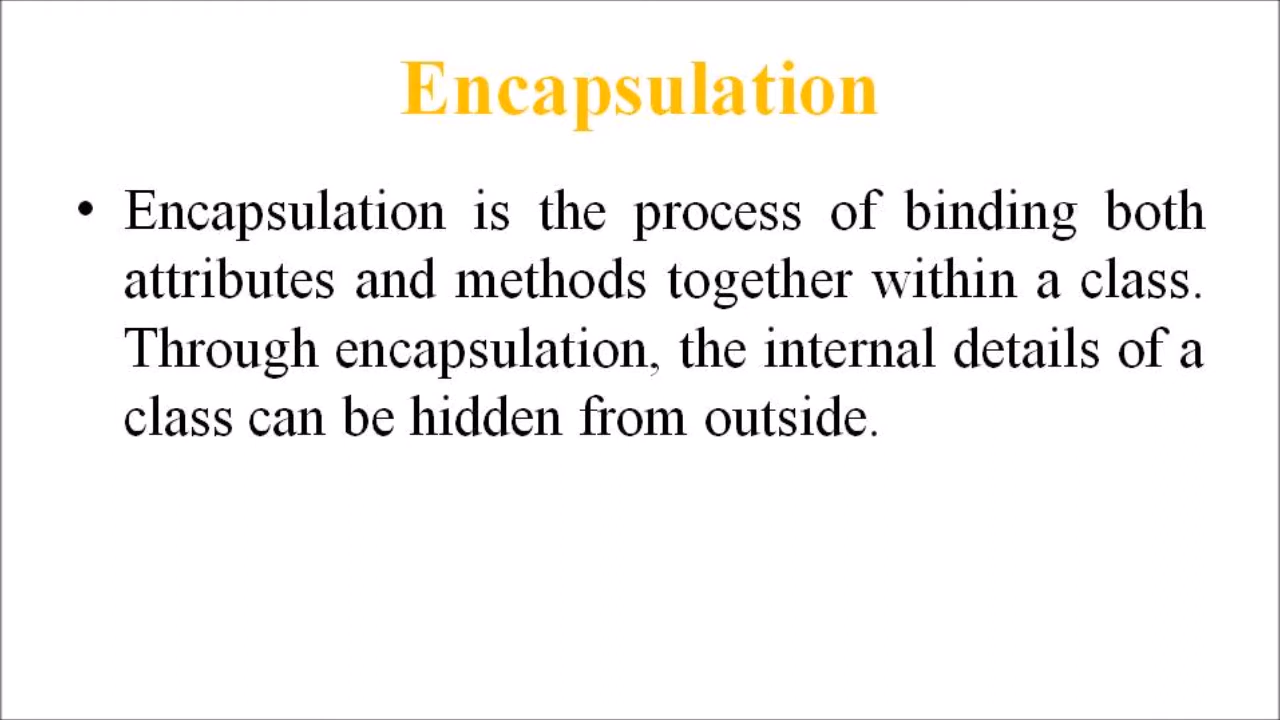 Encapsulation
• Encapsulation is the process of binding both
attributes and methods together within a class.
Through encapsulation, the internal details of a
class can be hidden from outside.